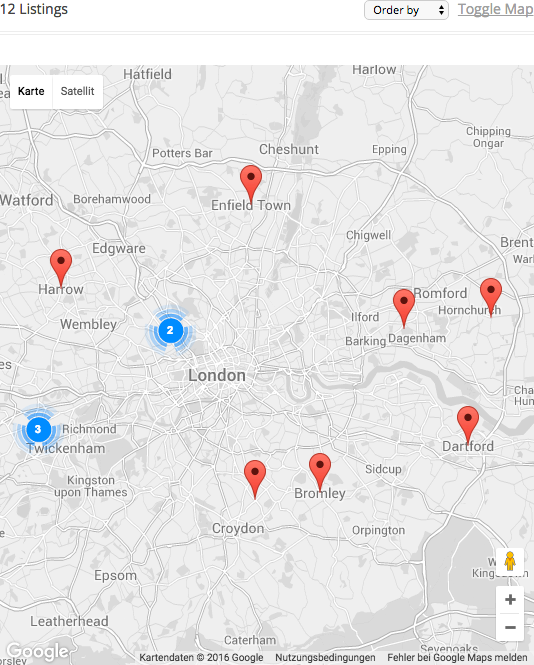 12 Listings
Order by
Toggle Map
Karte
Satellit
Hatfield
Harlow
Chipping
Ongar
Epping
Potters Bar
Cheshunt
Watford
Borehamwood
Enfield Town
Edgware
Chigwell
Brent
Harrow
Romford
Hornchurch
Wembley
2
Ilford
Barking
Dagenham
London
3
Richmond
Twickenham
Dartford
Kingston
upon Thames
Sidcup
Bromley
Croydon
Orpington
Epsom
Leatherhead
Caterham
Sevenoaks
+
−
Google
Kartendaten © 2016 Google
Nutzungsbedingungen
Fehler bei Google Maps melden